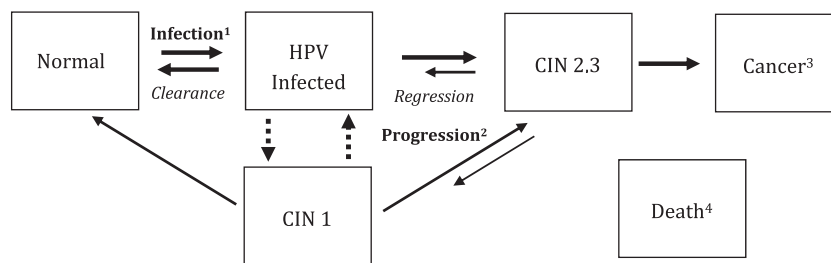 Normal
Infection¹
Clearance
HPV
Infected
Regression
CIN 2,3
Cancer³
Progression²
CIN 1
Death⁴